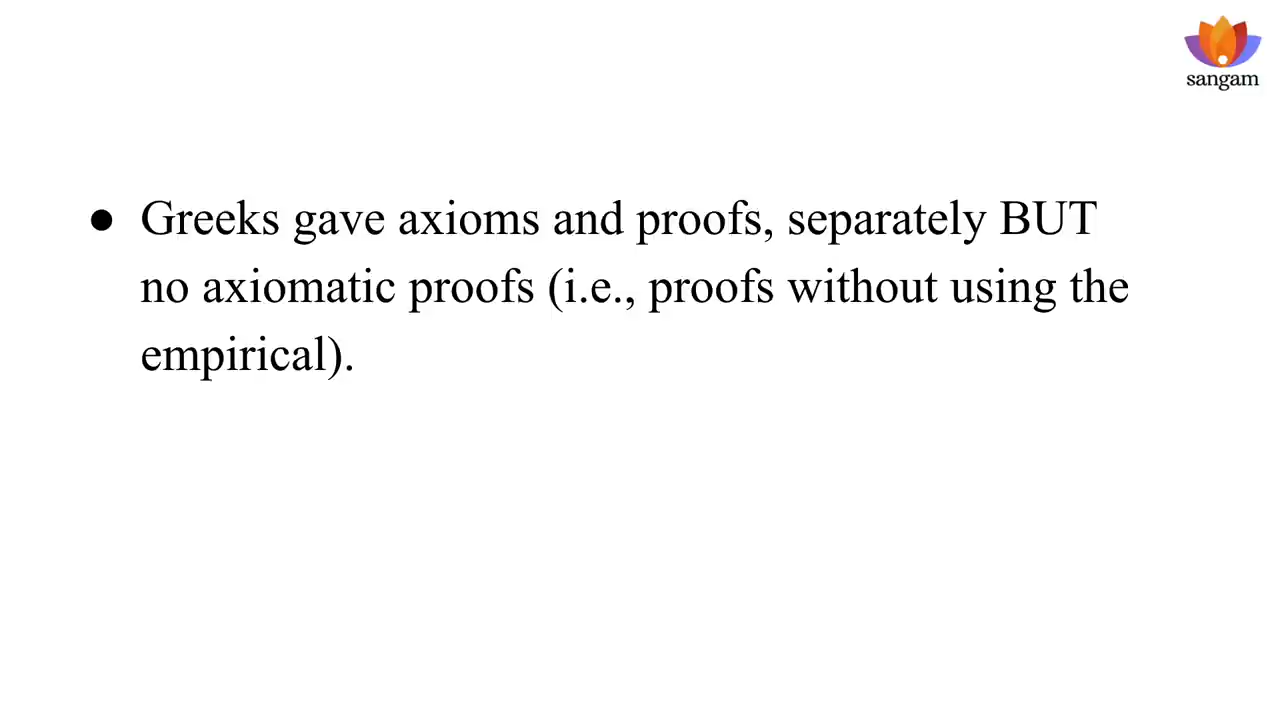 sangam
● Greeks gave axioms and proofs, separately BUT
no axiomatic proofs (i.e., proofs without using the
empirical).